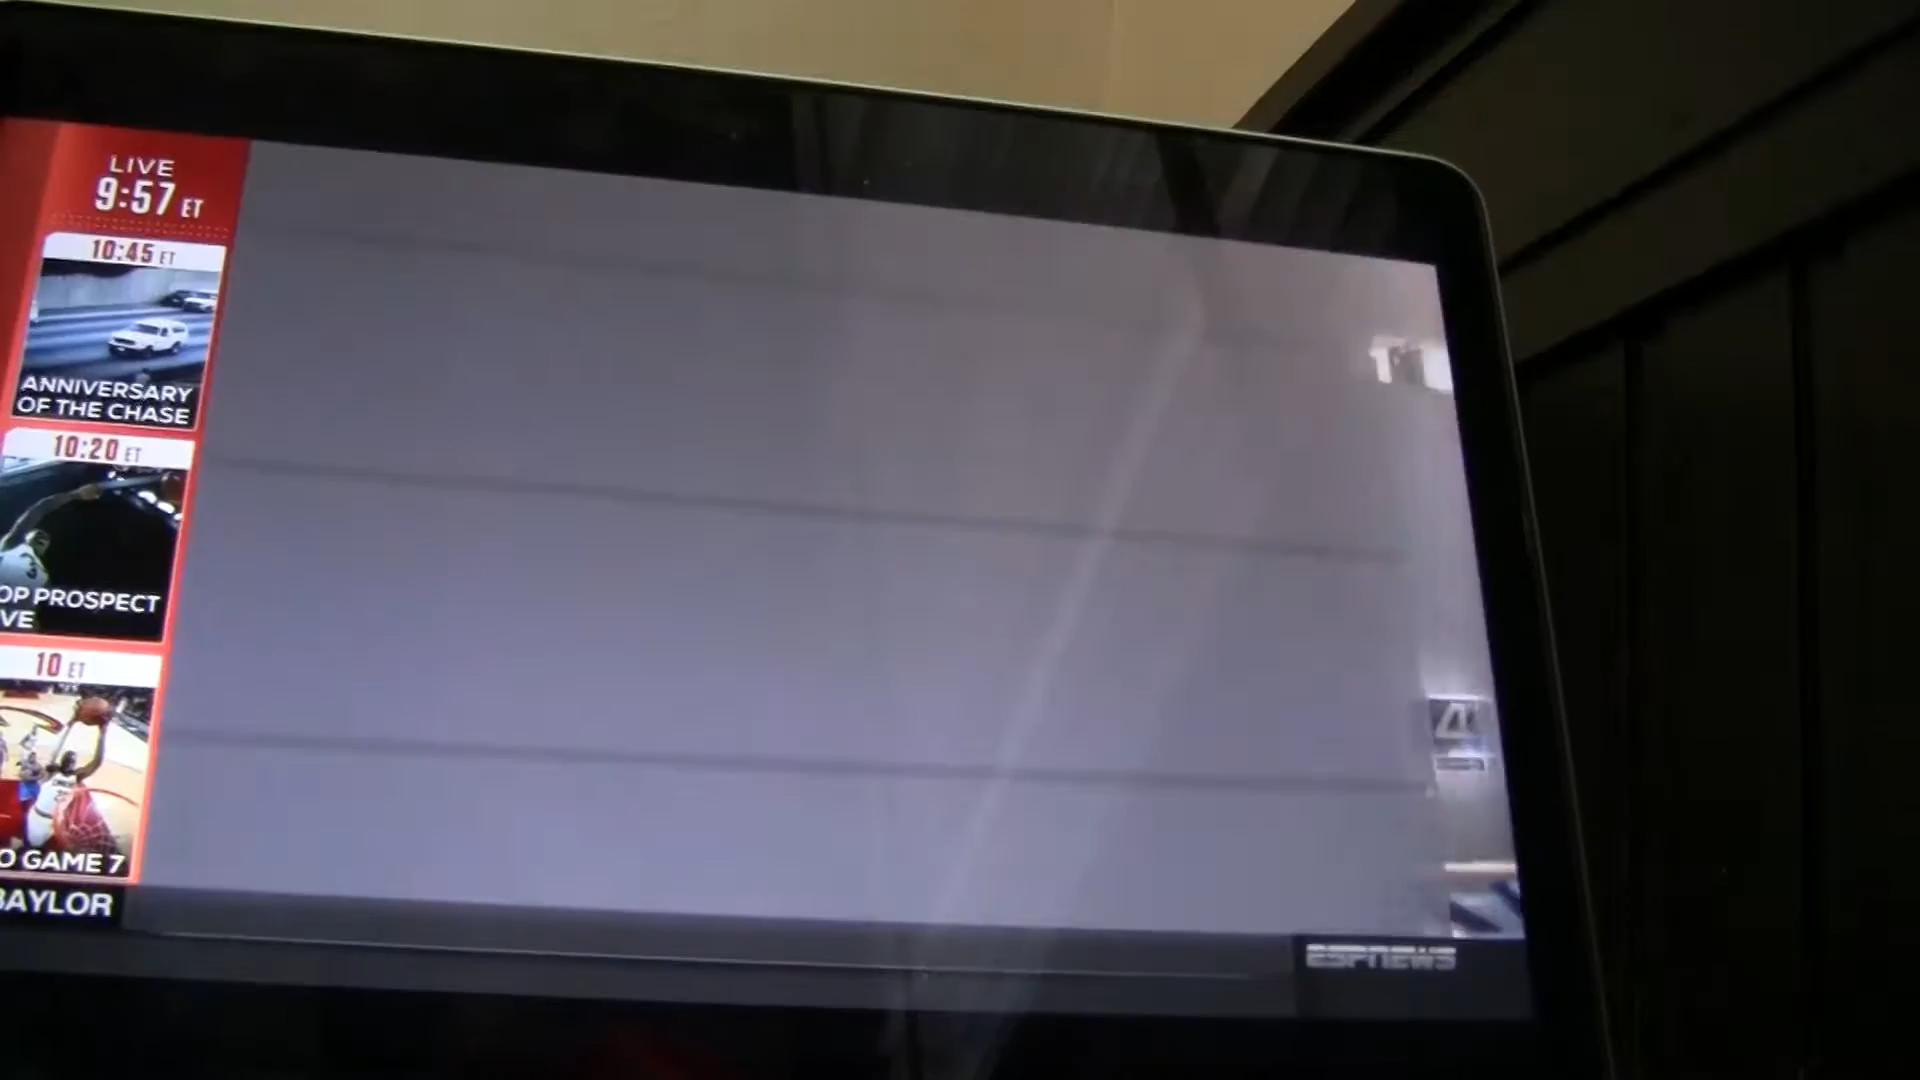 LIVE
9:57 ET
10:45 ET
ANNIVERSARY
OF THE CHASE
10:20 ET
OP PROSPECT
VE
10 ET
O GAME 7
BAYLOR
ESPNEWS